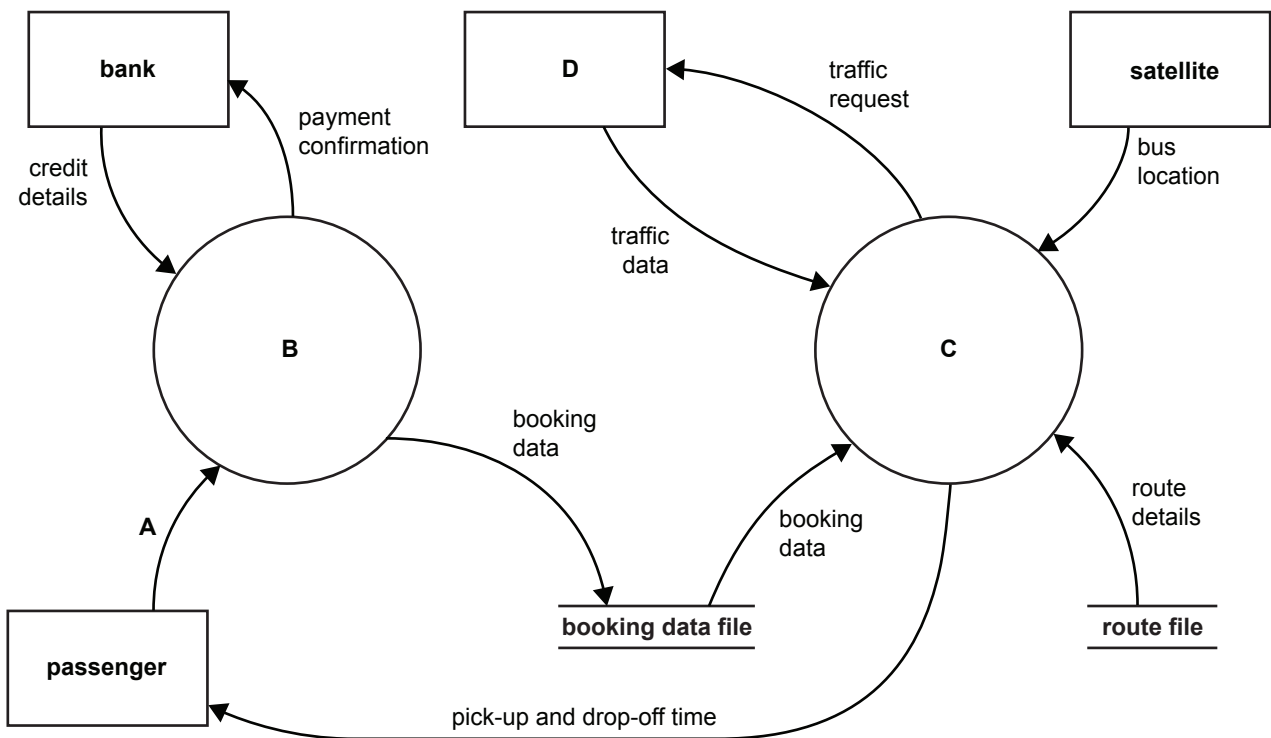 bank
D
satellite
payment
confirmation
traffic
request
bus
location
credit
details
traffic
data
B
C
booking
data
route
details
A
booking
data
booking data file
route file
passenger
pick-up and drop-off time